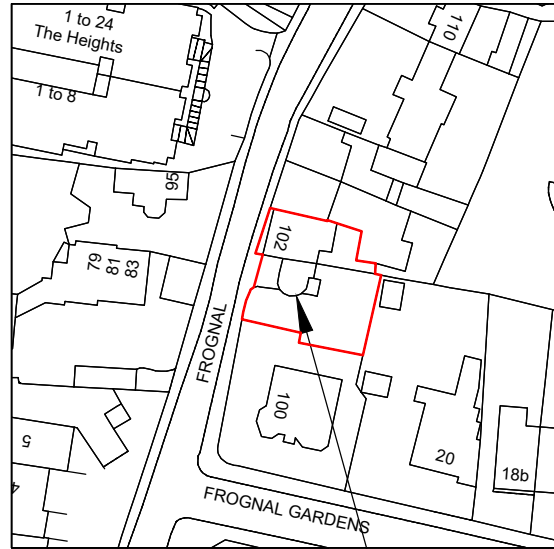 1 to 24
The Heights
110
1 to 8
95
102
79
81
83
FROGNAL
100
5
4
20
18b
FROGNAL GARDENS